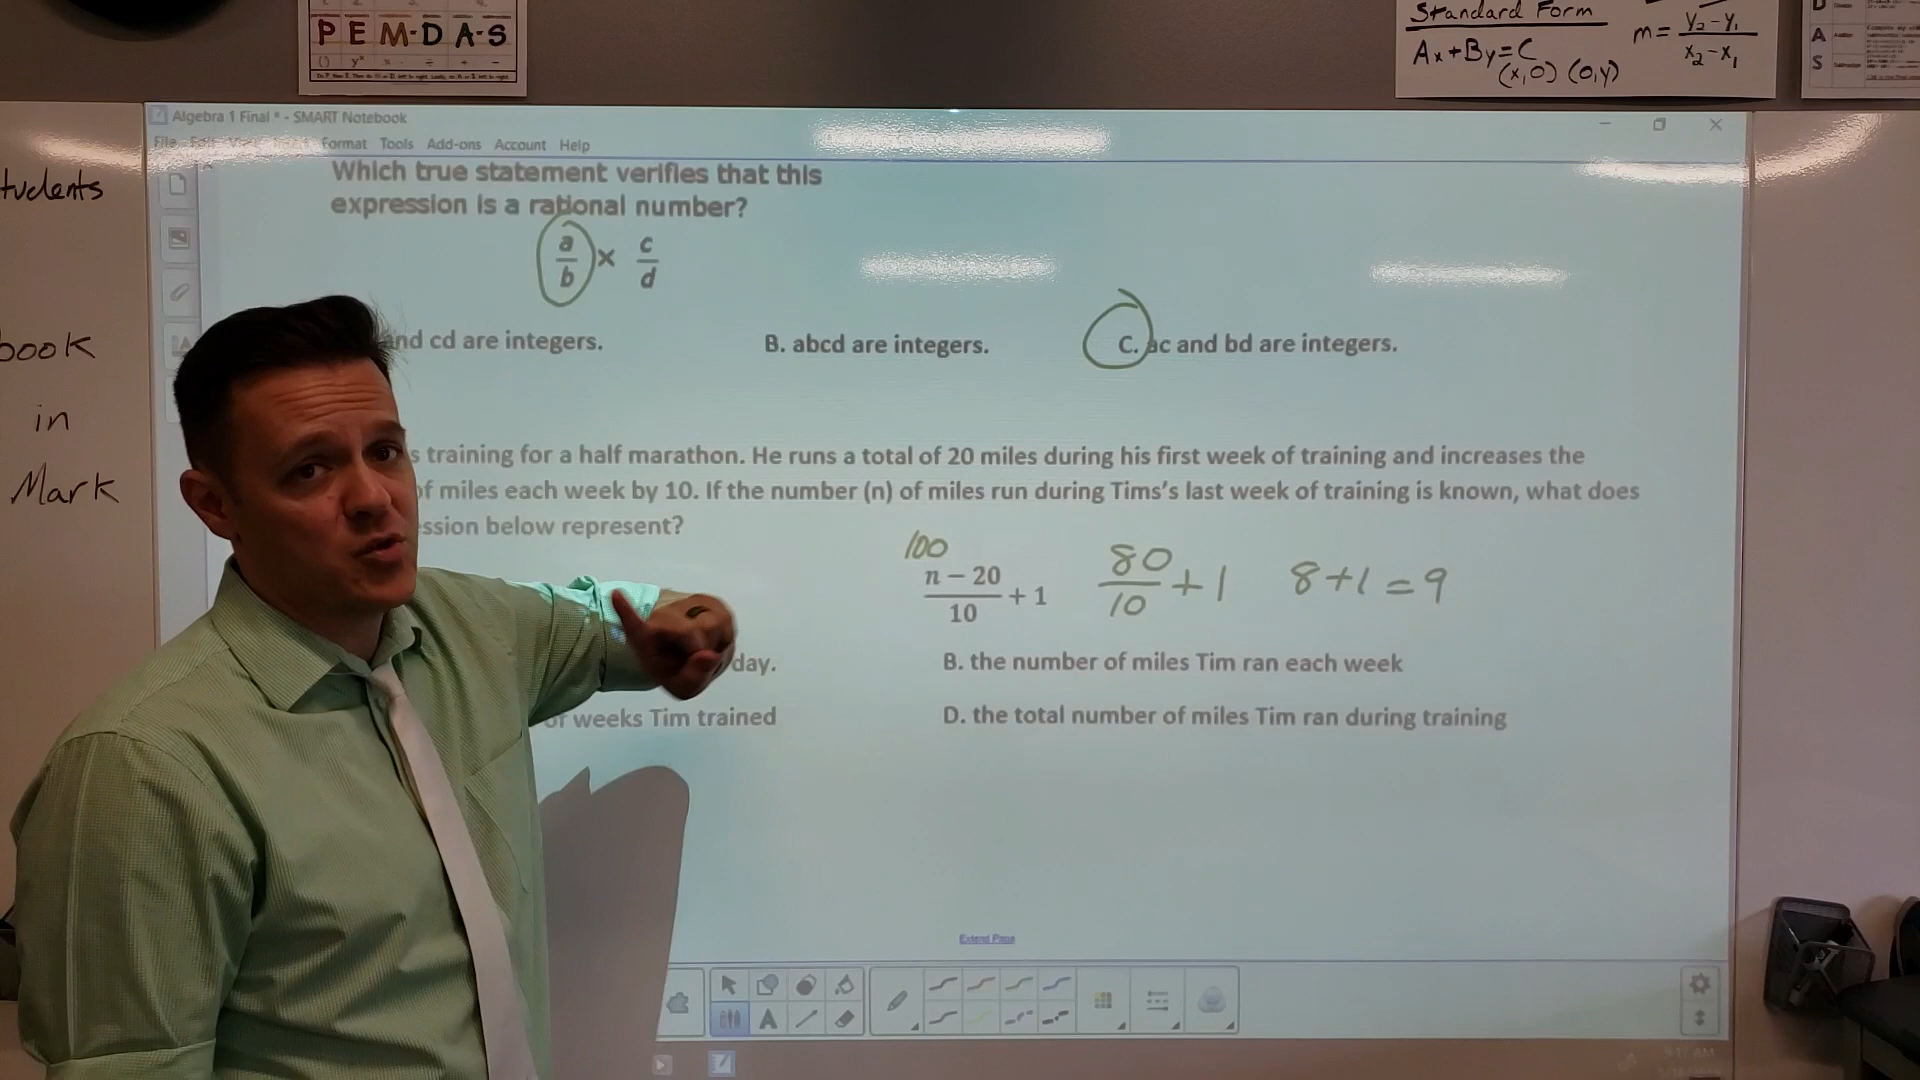 P E M-D A-S
Standard Form
Ax+By=C
(x,0) (0,y)
m= y2-y1
x2-x1
D
A
S
Algebra 1 Final * - SMART Notebook
File Edit View Format Tools Add-ons Account Help
Which true statement verifies that this
expression is a rational number?
a/b × c/d
and cd are integers.
B. abcd are integers.
C. ac and bd are integers.
tudents
book
in
Mark
s training for a half marathon. He runs a total of 20 miles during his first week of training and increases the
of miles each week by 10. If the number (n) of miles run during Tims's last week of training is known, what does
ssion below represent?
100
n – 20
10
+ 1
80
10
+ 1
8+1=9
day.
B. the number of miles Tim ran each week
of weeks Tim trained
D. the total number of miles Tim ran during training
Extend Page
A